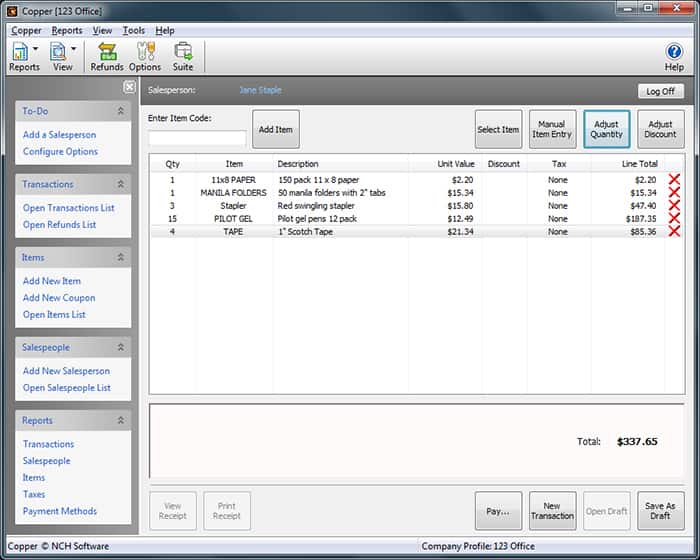 Copper [123 Office]
Copper Reports View Tools Help
Reports View Refunds Options Suite Help
Salesperson: Jane Staple Log Off
To-Do
Add a Salesperson
Configure Options
Transactions
Open Transactions List
Open Refunds List
Items
Add New Item
Add New Coupon
Open Items List
Salespeople
Add New Salesperson
Open Salespeople List
Reports
Transactions
Salespeople
Items
Taxes
Payment Methods
Enter Item Code:
Add Item
Select Item
Manual
Item Entry
Adjust
Quantity
Adjust
Discount
Qty Item Description Unit Value Discount Tax Line Total
1 11x8 PAPER 150 pack 11 x 8 paper $2.20 None $2.20
1 MANILA FOLDERS 50 manila folders with 2" tabs $15.34 None $15.34
3 Stapler Red swingling stapler $15.80 None $47.40
15 PILOT GEL Pilot gel pens 12 pack $12.49 None $187.35
4 TAPE 1" Scotch Tape $21.34 None $85.36
Total: $337.65
View
Receipt
Print
Receipt
Pay...
New
Transaction
Open Draft
Save As
Draft
Copper © NCH Software Company Profile: 123 Office